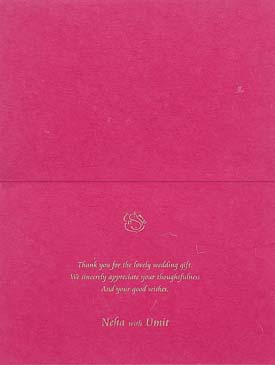 Thank you for the lovely wedding gift.
We sincerely appreciate your thoughtfulness
And your good wishes.
Neha with Umit